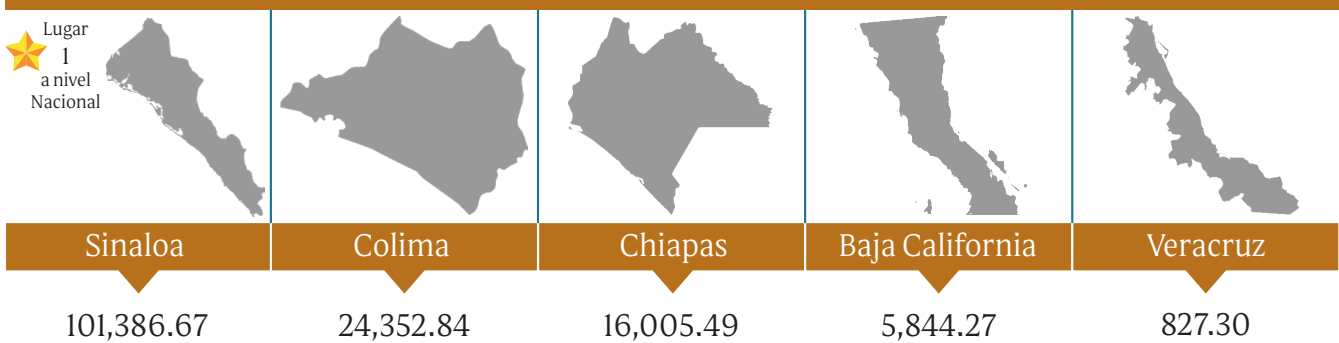 Lugar
1
a nivel
Nacional
Sinaloa
Colima
Chiapas
Baja California
Veracruz
101,386.67
24,352.84
16,005.49
5,844.27
827.30